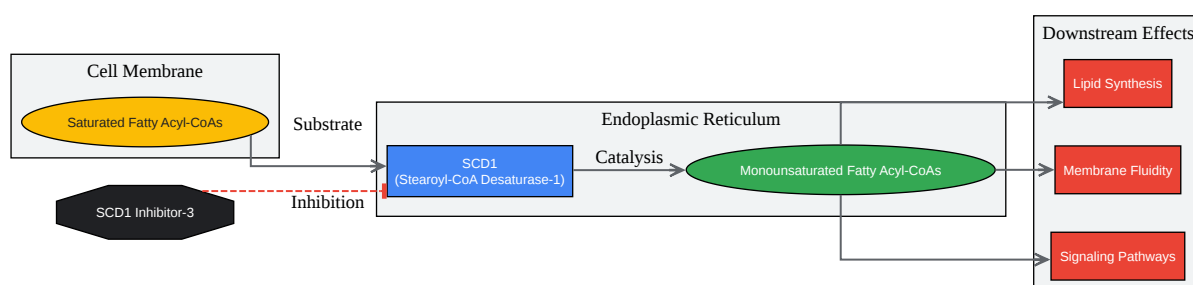 Downstream Effects
Cell Membrane
Lipid Synthesis
Saturated Fatty Acyl-CoAs
Substrate
Endoplasmic Reticulum
SCD1
(Stearoyl-CoA Desaturase-1)
Catalysis
Monounsaturated Fatty Acyl-CoAs
Membrane Fluidity
Inhibition
SCD1 Inhibitor-3
Signaling Pathways